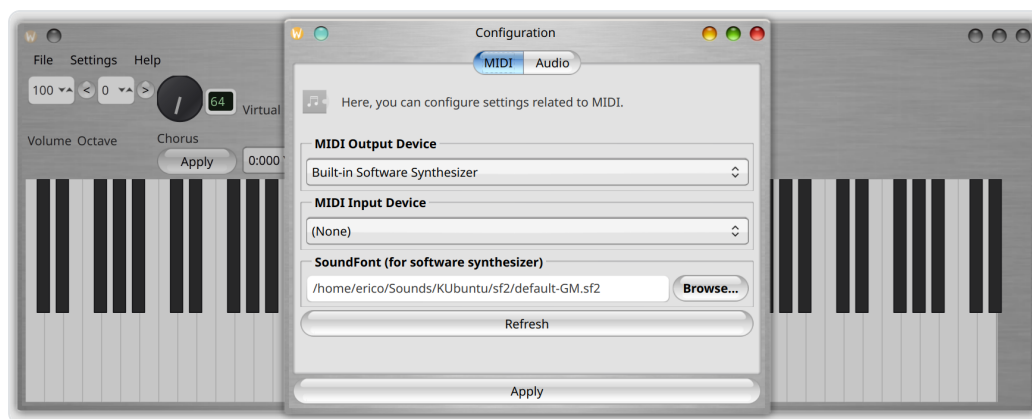 Configuration
File Settings Help
MIDI Audio
100 < 0 >
64
Virtual
Here, you can configure settings related to MIDI.
Volume Octave
Chorus
Apply
0:000
MIDI Output Device
Built-in Software Synthesizer
MIDI Input Device
(None)
SoundFont (for software synthesizer)
/home/erico/Sounds/KUbuntu/sf2/default-GM.sf2
Browse...
Refresh
Apply